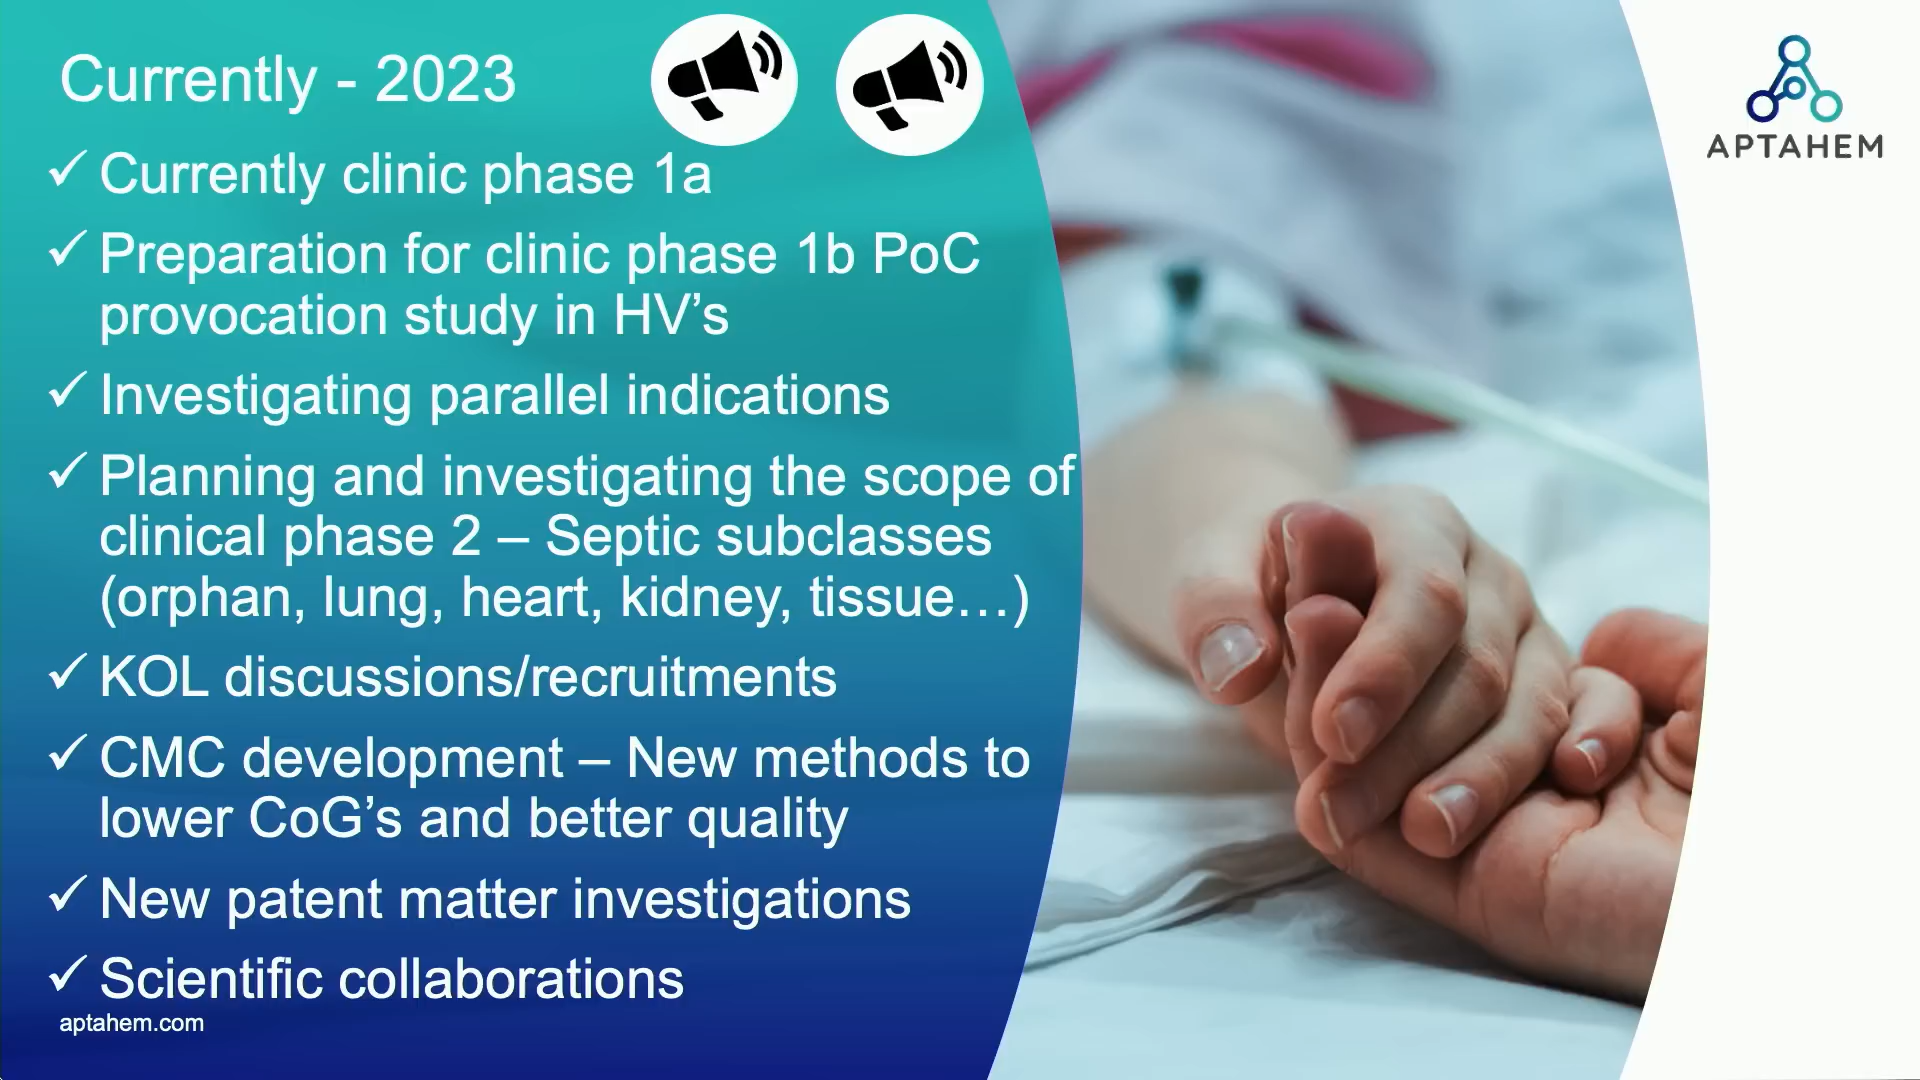 Currently - 2023
Currently clinic phase 1a
Preparation for clinic phase 1b PoC
provocation study in HV’s
Investigating parallel indications
Planning and investigating the scope of
clinical phase 2 – Septic subclasses
(orphan, lung, heart, kidney, tissue…)
KOL discussions/recruitments
CMC development – New methods to
lower CoG’s and better quality
New patent matter investigations
Scientific collaborations
aptahem.com
APTAHEM